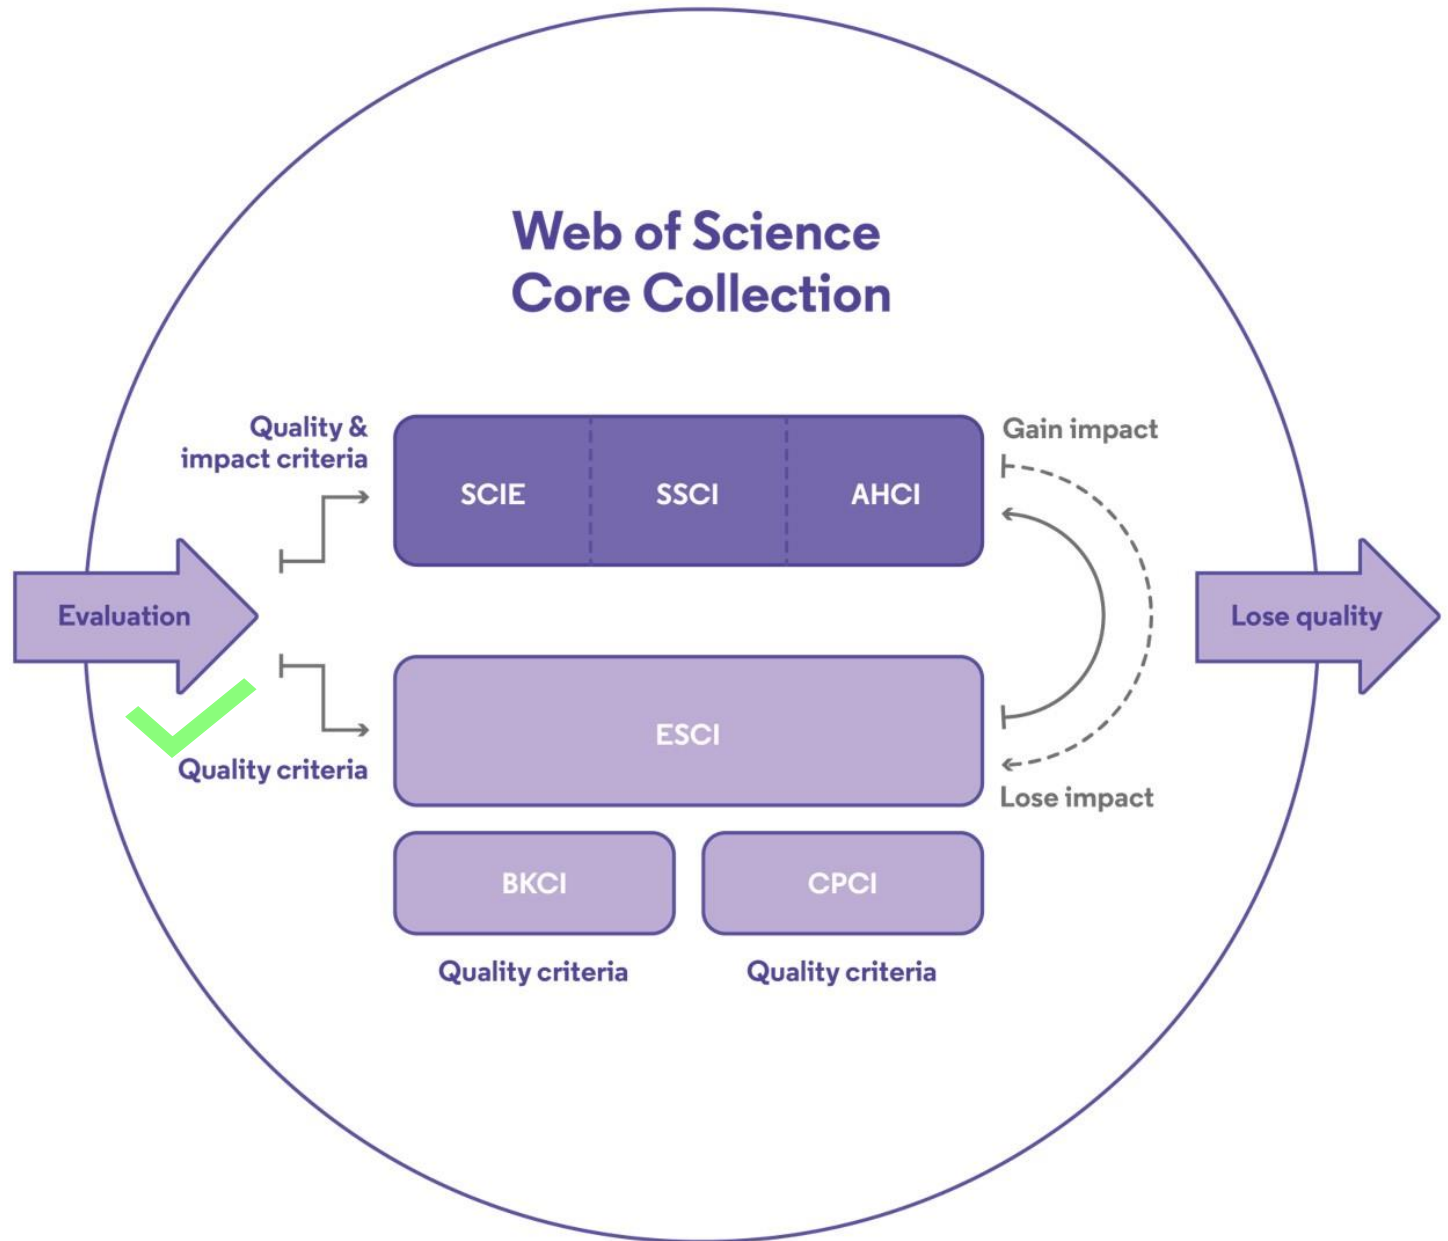 Web of Science
Core Collection
Quality &
impact criteria
SCIE
SSCI
AHCI
Gain impact
Evaluation
Lose quality
ESCI
Quality criteria
Lose impact
BKCI
CPCI
Quality criteria
Quality criteria